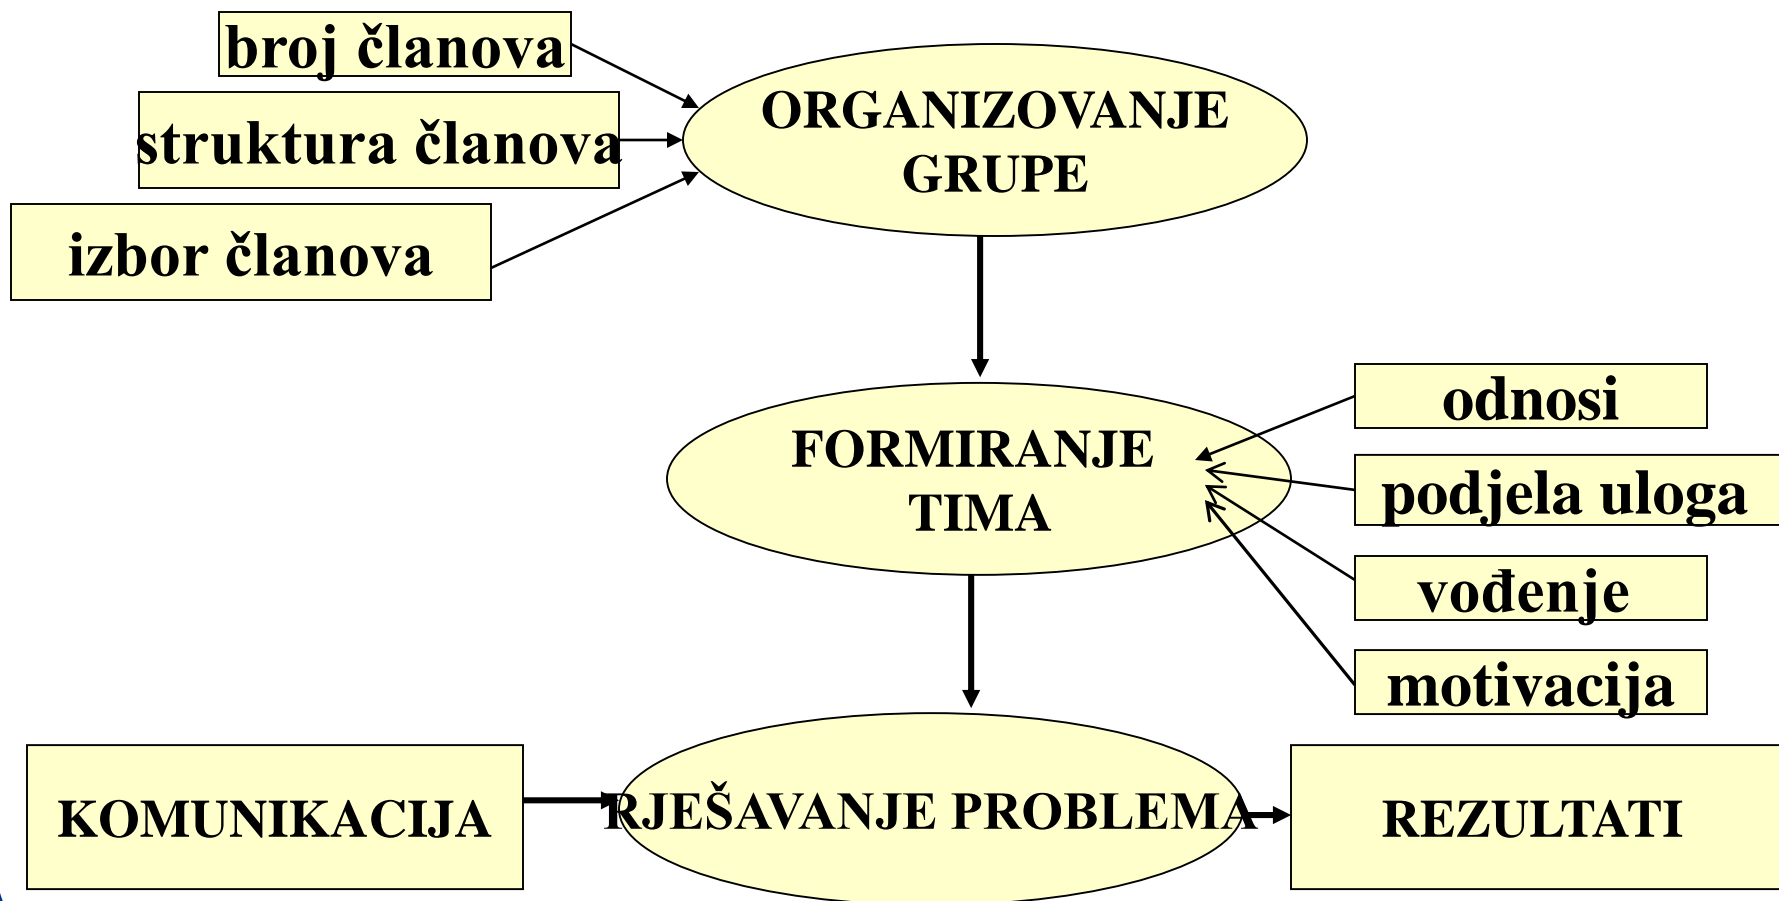 broj članova
struktura članova
izbor članova
ORGANIZOVANJE
GRUPE
FORMIRANJE
TIMA
odnosi
podjela uloga
vođenje
motivacija
KOMUNIKACIJA
RJEŠAVANJE PROBLEMA
REZULTATI